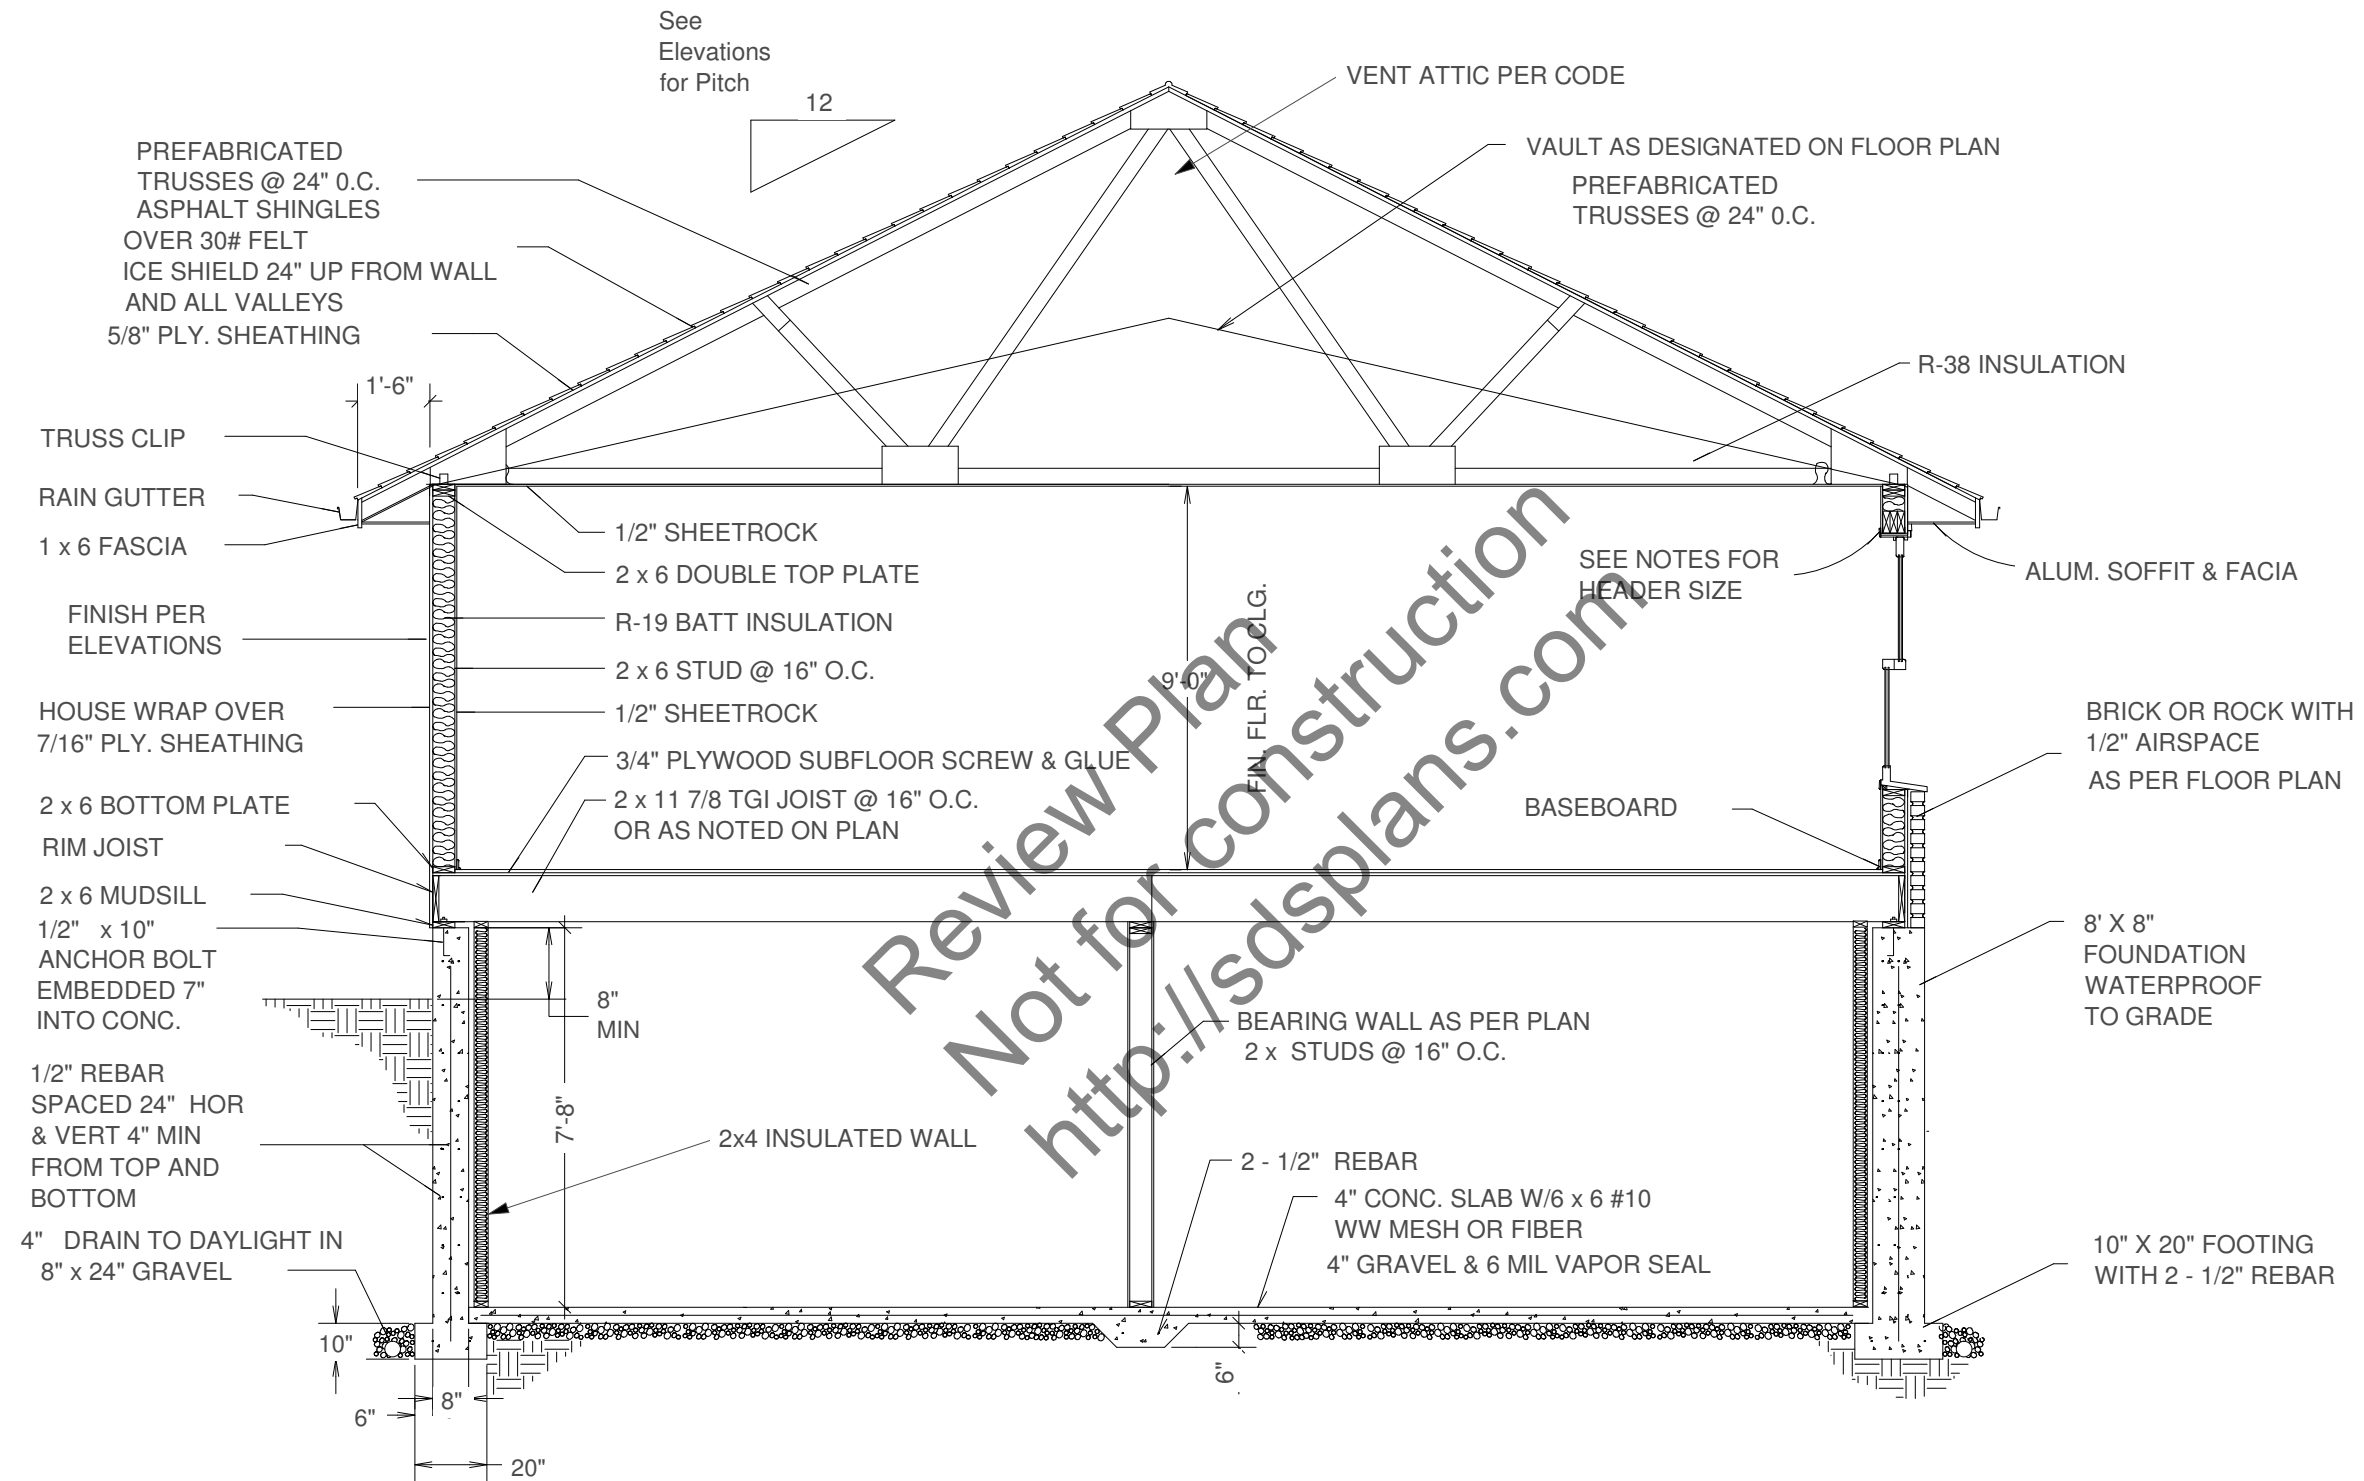 See
Elevations
for Pitch
12
VENT ATTIC PER CODE
VAULT AS DESIGNATED ON FLOOR PLAN
PREFABRICATED
TRUSSES @ 24" 0.C.
PREFABRICATED
TRUSSES @ 24" 0.C.
ASPHALT SHINGLES
OVER 30# FELT
ICE SHIELD 24" UP FROM WALL
AND ALL VALLEYS
5/8" PLY. SHEATHING
1'-6"
R-38 INSULATION
TRUSS CLIP
RAIN GUTTER
1 x 6 FASCIA
FINISH PER
ELEVATIONS
HOUSE WRAP OVER
7/16" PLY. SHEATHING
2 x 6 BOTTOM PLATE
RIM JOIST
2 x 6 MUDSILL
1/2" x 10"
ANCHOR BOLT
EMBEDDED 7"
INTO CONC.
1/2" REBAR
SPACED 24" HOR
& VERT 4" MIN
FROM TOP AND
BOTTOM
4" DRAIN TO DAYLIGHT IN
8" x 24" GRAVEL
1/2" SHEETROCK
2 x 6 DOUBLE TOP PLATE
R-19 BATT INSULATION
2 x 6 STUD @ 16" O.C.
1/2" SHEETROCK
3/4" PLYWOOD SUBFLOOR SCREW & GLUE
2 x 11 7/8 TGI JOIST @ 16" O.C.
OR AS NOTED ON PLAN
9'-0"
FIN. FLR. TO CLG.
SEE NOTES FOR
HEADER SIZE
ALUM. SOFFIT & FACIA
BRICK OR ROCK WITH
1/2" AIRSPACE
AS PER FLOOR PLAN
BASEBOARD
8' X 8"
FOUNDATION
WATERPROOF
TO GRADE
8"
MIN
7'-8"
BEARING WALL AS PER PLAN
2 x STUDS @ 16" O.C.
2x4 INSULATED WALL
2 - 1/2" REBAR
4" CONC. SLAB W/6 x 6 #10
WW MESH OR FIBER
4" GRAVEL & 6 MIL VAPOR SEAL
10" X 20" FOOTING
WITH 2 - 1/2" REBAR
10"
8"
6"
20"
6"
Review Plan
Not for construction
http://sdsplans.com